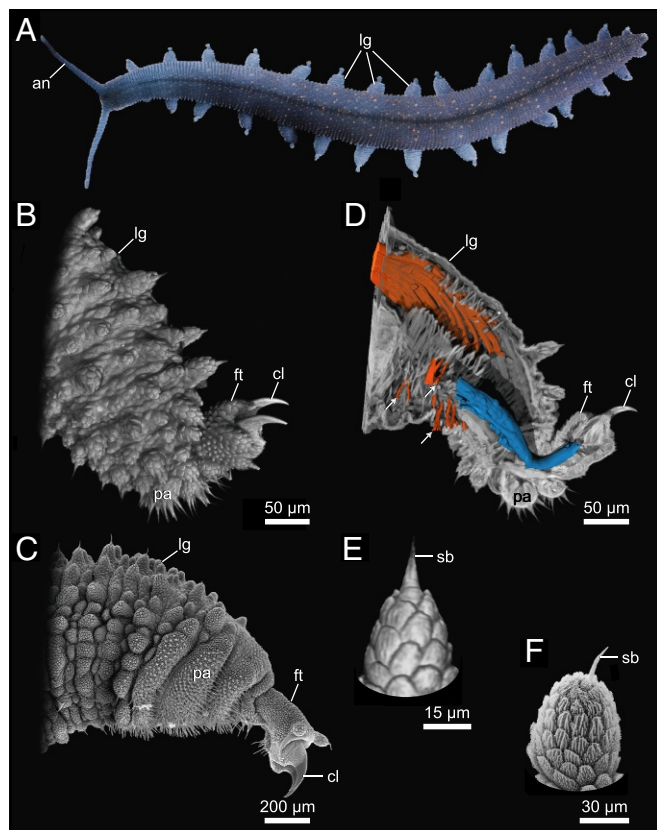 A
lg
an
B
lg
ft
cl
pa
50 µm
D
lg
ft
cl
pa
50 µm
C
lg
pa
ft
cl
200 µm
E
sb
15 µm
F
sb
30 µm